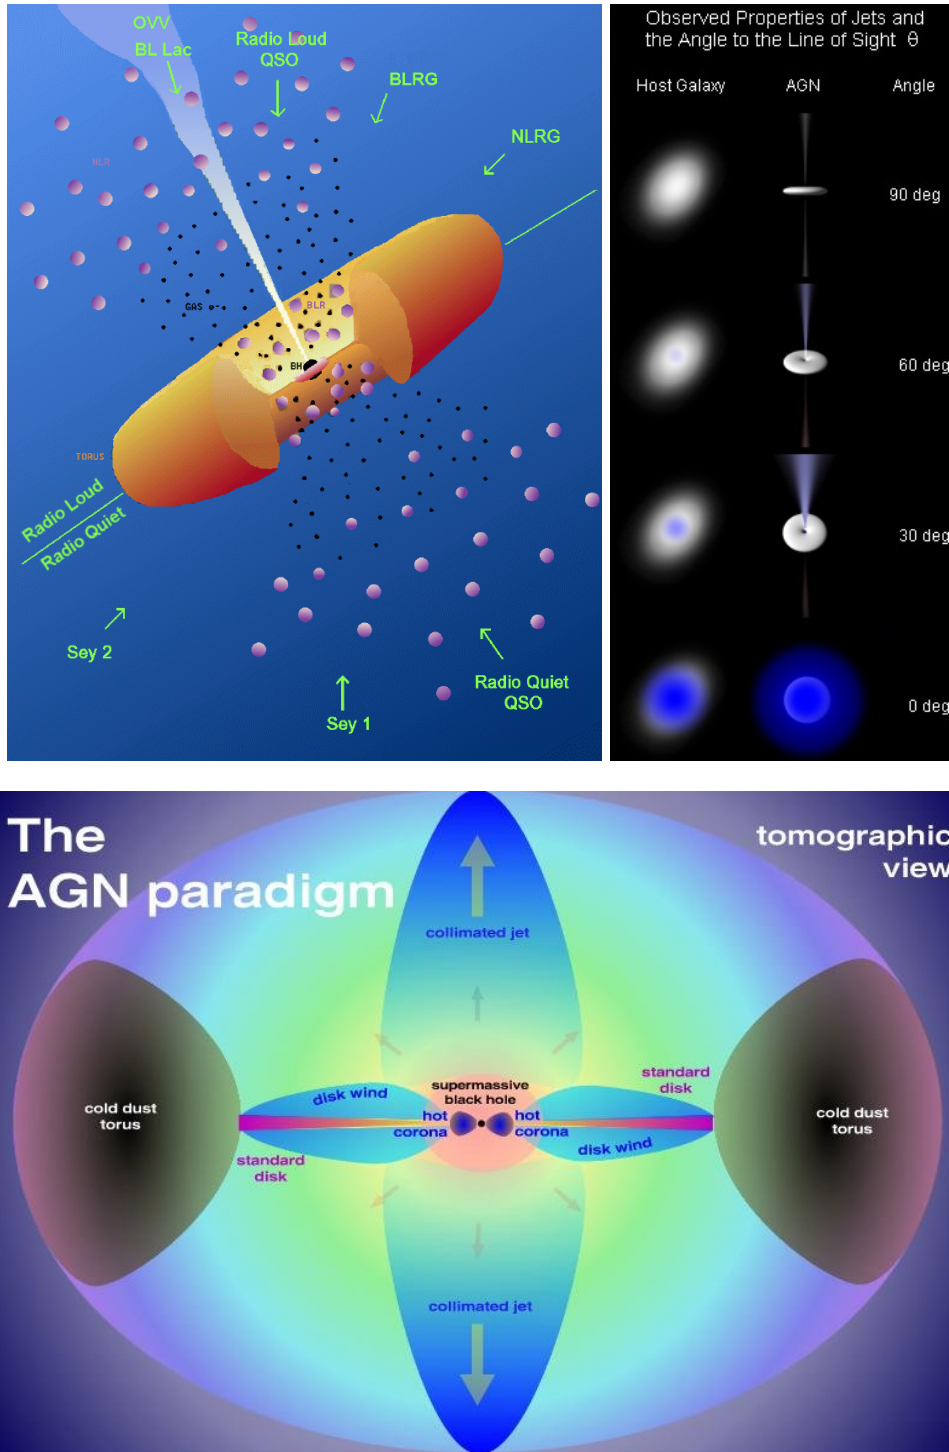 OVV
BL Lac
Radio Loud
QSO
BLRG
NLRG
NLR
GAS e-
BLR
BH
TORUS
Radio Loud
Radio Quiet
Sey 2
Sey 1
Radio Quiet
QSO
Observed Properties of Jets and
the Angle to the Line of Sight θ
Host Galaxy AGN Angle
90 deg
60 deg
30 deg
0 deg
The
AGN paradigm
tomographic
view
collimated jet
cold dust
torus
disk wind
supermassive
black hole
hot
corona
hot
corona
standard
disk
standard
disk
disk wind
cold dust
torus
collimated jet